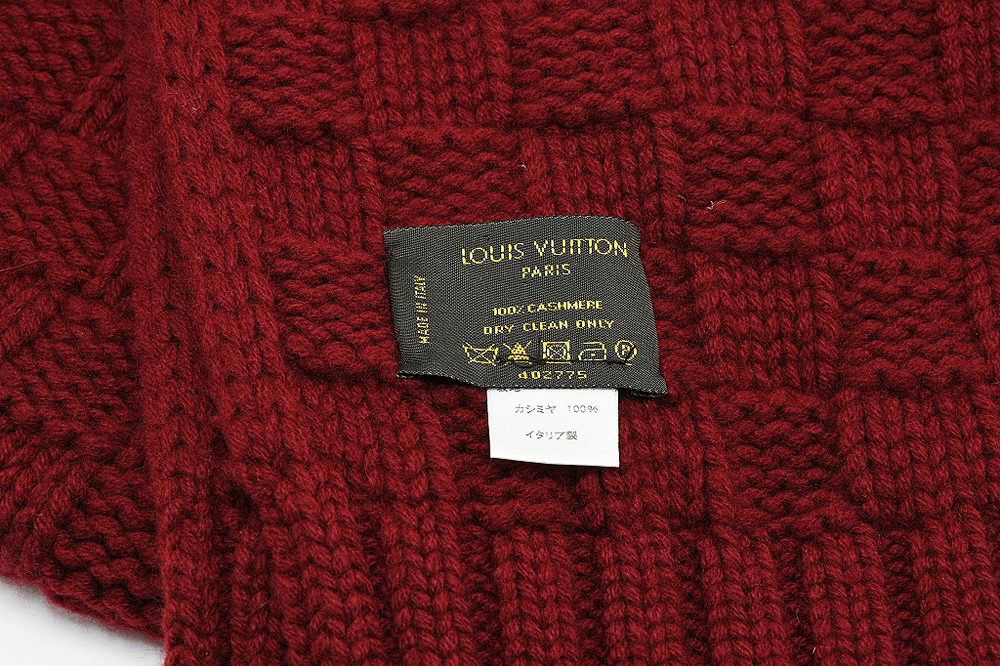 LOUIS VUITTON
PARIS
MADE IN ITALY
100% CASHMERE
DRY CLEAN ONLY
P
402775
カシミヤ 100%
イタリア製